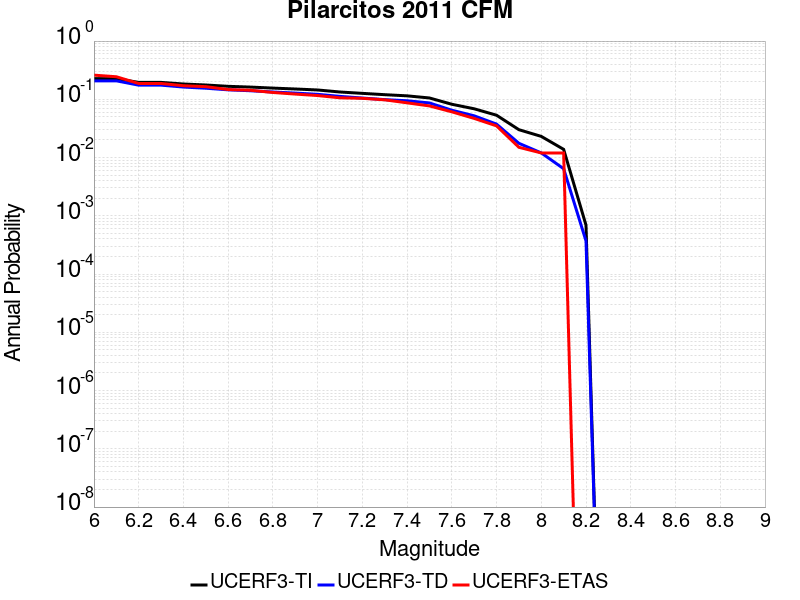 Pilarcitos 2011 CFM
10^0
10^-1
10^-2
10^-3
10^-4
10^-5
10^-6
10^-7
10^-8
Annual Probability
6 6.2 6.4 6.6 6.8 7 7.2 7.4 7.6 7.8 8 8.2 8.4 8.6 8.8 9
Magnitude
UCERF3-TI UCERF3-TD UCERF3-ETAS